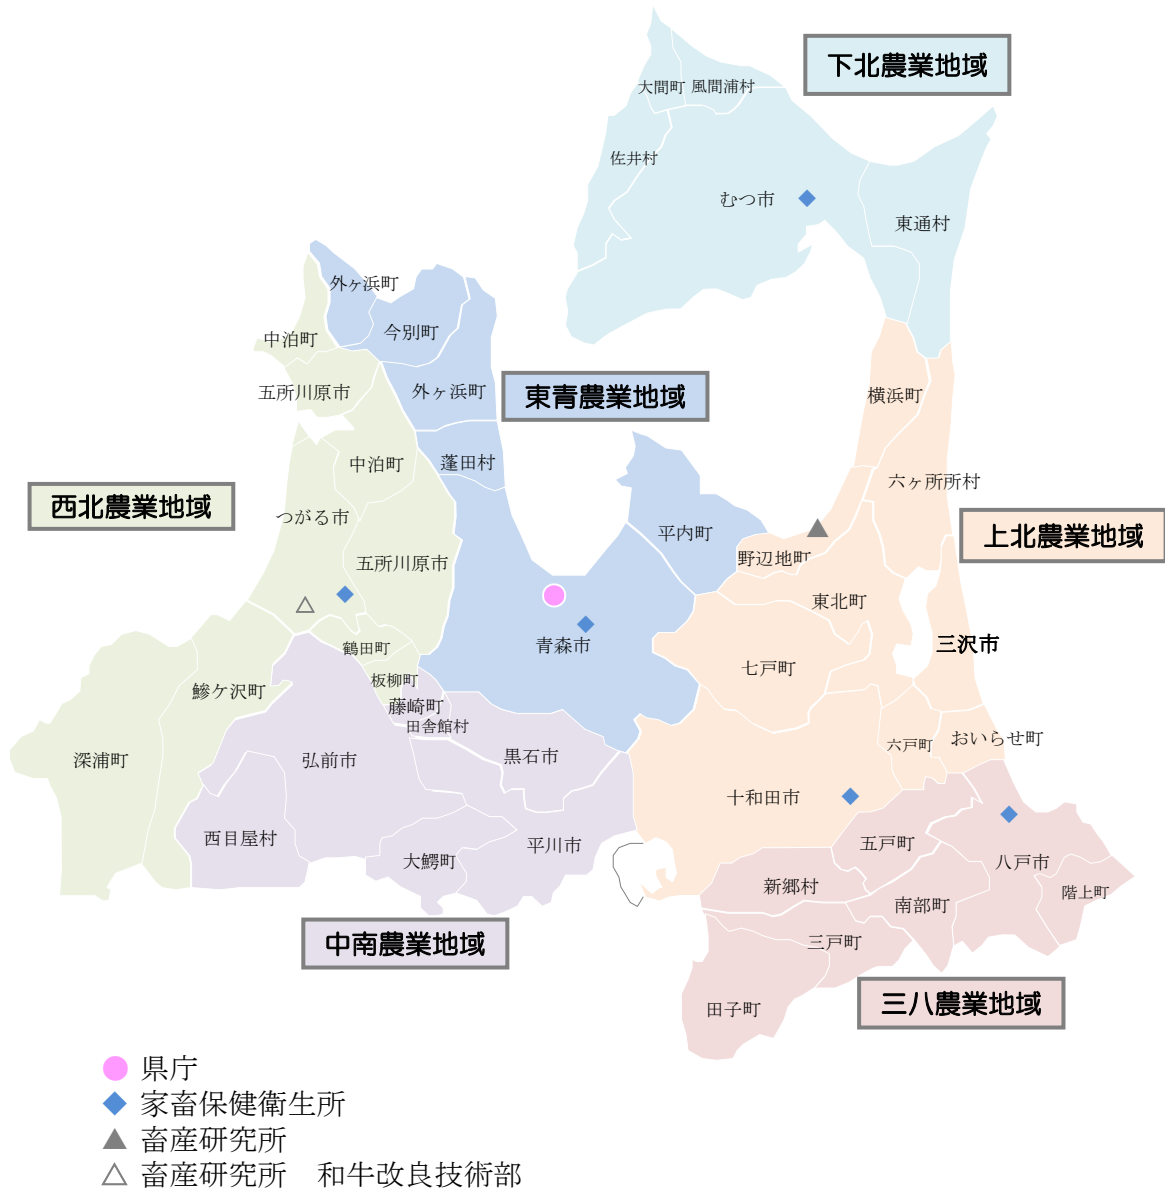 下北農業地域
大間町
風間浦村
佐井村
むつ市
東通村
外ヶ浜町
今別町
中泊町
五所川原市
外ヶ浜町
東青農業地域
横浜町
蓬田村
中泊町
六ヶ所所村
西北農業地域
つがる市
平内町
上北農業地域
五所川原市
野辺地町
東北町
青森市
三沢市
鶴田町
七戸町
板柳町
鰺ケ沢町
藤崎町
田舎館村
おいらせ町
六戸町
深浦町
弘前市
黒石市
十和田市
西目屋村
平川市
五戸町
大鰐町
八戸市
新郷村
階上町
南部町
中南農業地域
三戸町
三八農業地域
田子町
県庁
家畜保健衛生所
畜産研究所
畜産研究所　和牛改良技術部